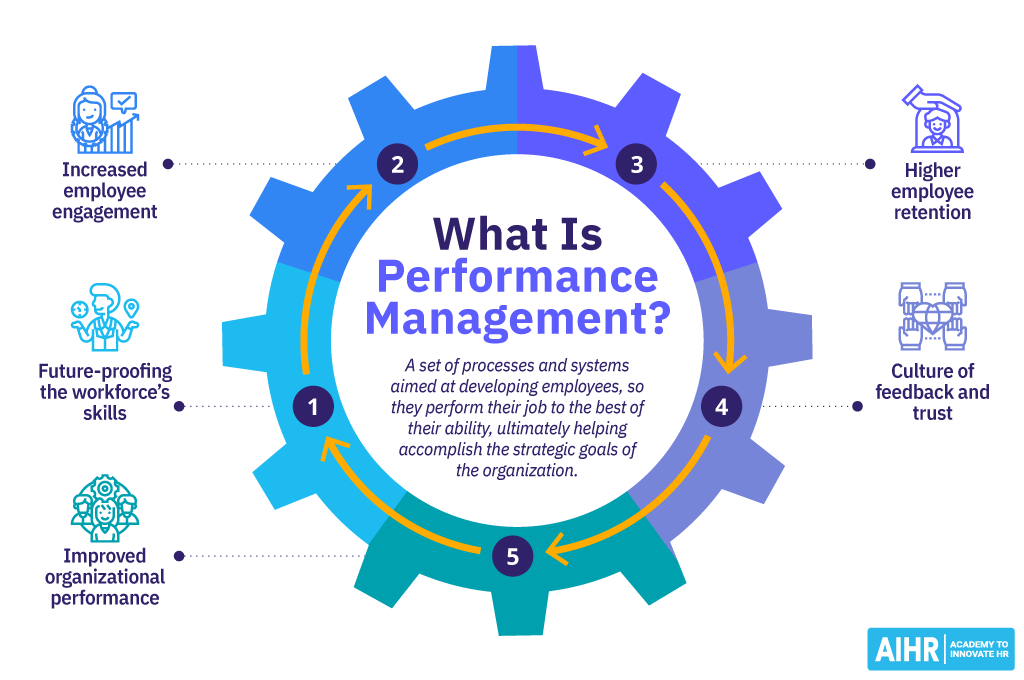 What Is
Performance
Management?
A set of processes and systems
aimed at developing employees, so
they perform their job to the best of
their ability, ultimately helping
accomplish the strategic goals of
the organization.
1
Future-proofing
the workforce's
skills
2
Increased
employee
engagement
3
Higher
employee
retention
4
Culture of
feedback and
trust
5
Improved
organizational
performance
AIHR
ACADEMY TO
INNOVATE HR